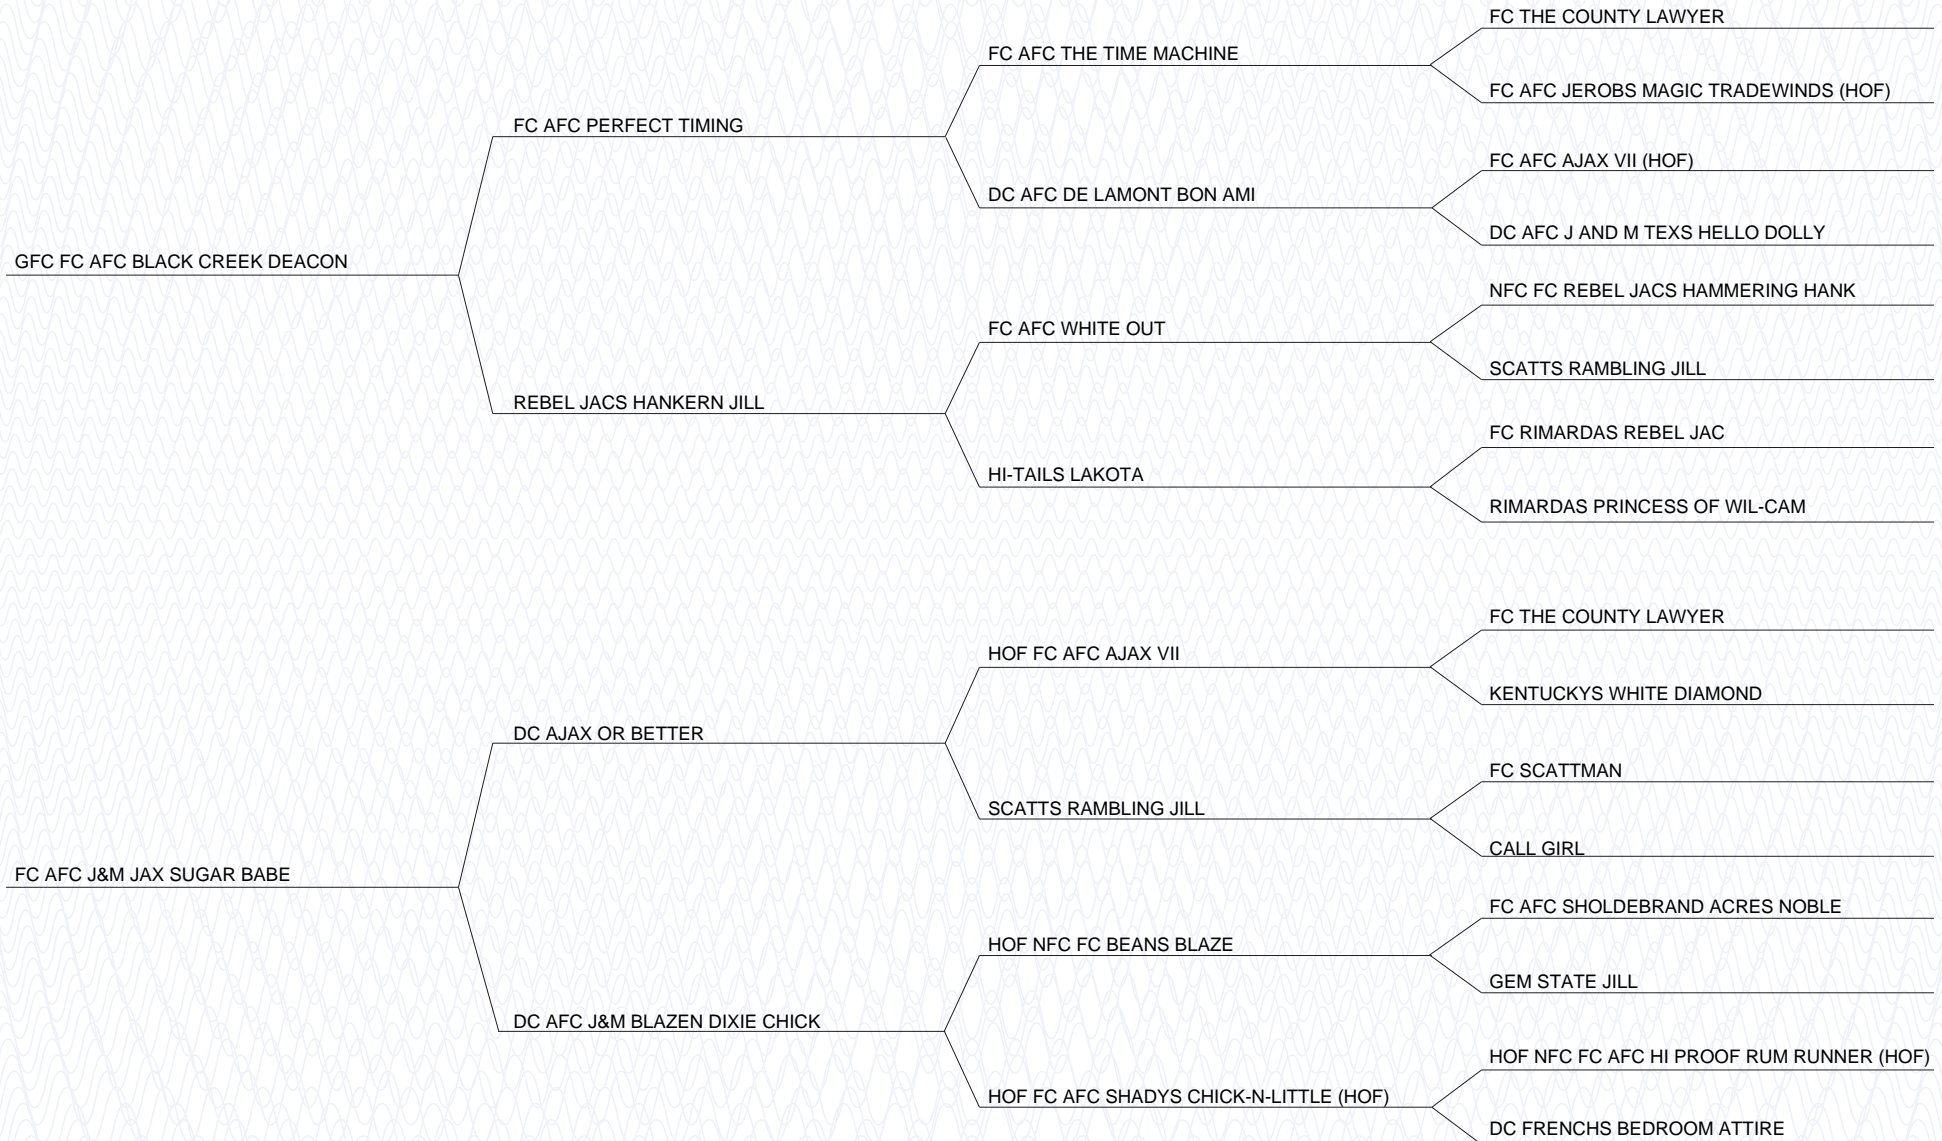 FC THE COUNTY LAWYER
FC AFC THE TIME MACHINE
FC AFC JEROBS MAGIC TRADEWINDS (HOF)
FC AFC PERFECT TIMING
FC AFC AJAX VII (HOF)
DC AFC DE LAMONT BON AMI
DC AFC J AND M TEXS HELLO DOLLY
GFC FC AFC BLACK CREEK DEACON
NFC FC REBEL JACS HAMMERING HANK
FC AFC WHITE OUT
SCATTS RAMBLING JILL
REBEL JACS HANKERN JILL
FC RIMARDAS REBEL JAC
HI-TAILS LAKOTA
RIMARDAS PRINCESS OF WIL-CAM
FC THE COUNTY LAWYER
HOF FC AFC AJAX VII
KENTUCKYS WHITE DIAMOND
DC AJAX OR BETTER
FC SCATTMAN
SCATTS RAMBLING JILL
CALL GIRL
FC AFC J&M JAX SUGAR BABE
FC AFC SHOLDEBRAND ACRES NOBLE
HOF NFC FC BEANS BLAZE
GEM STATE JILL
DC AFC J&M BLAZEN DIXIE CHICK
HOF NFC FC AFC HI PROOF RUM RUNNER (HOF)
HOF FC AFC SHADYS CHICK-N-LITTLE (HOF)
DC FRENCHS BEDROOM ATTIRE